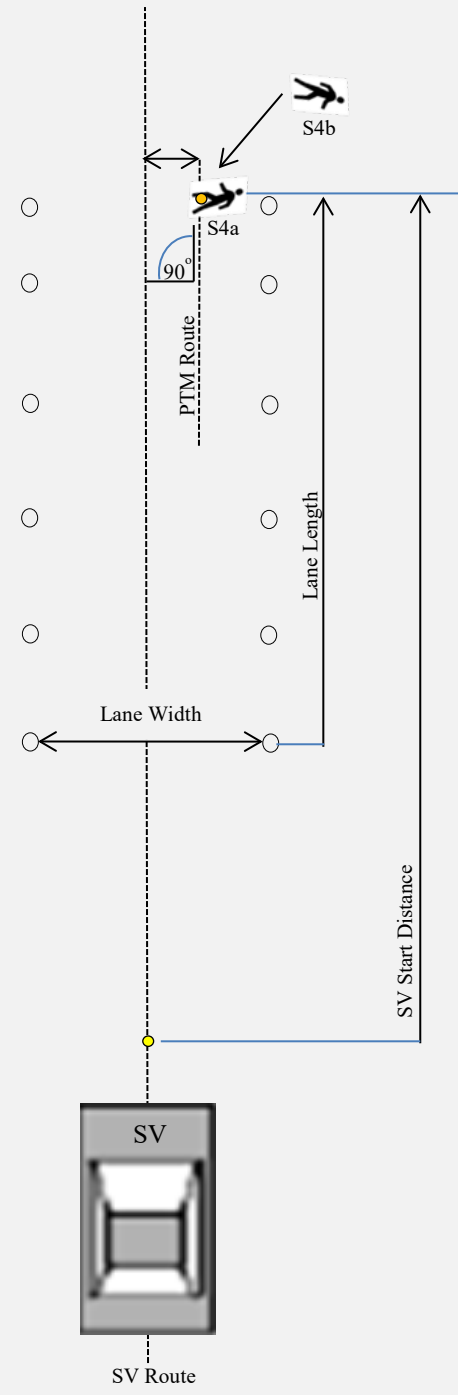 S4b
S4a
90°
PTM Route
Lane Length
Lane Width
SV Start Distance
SV
SV Route